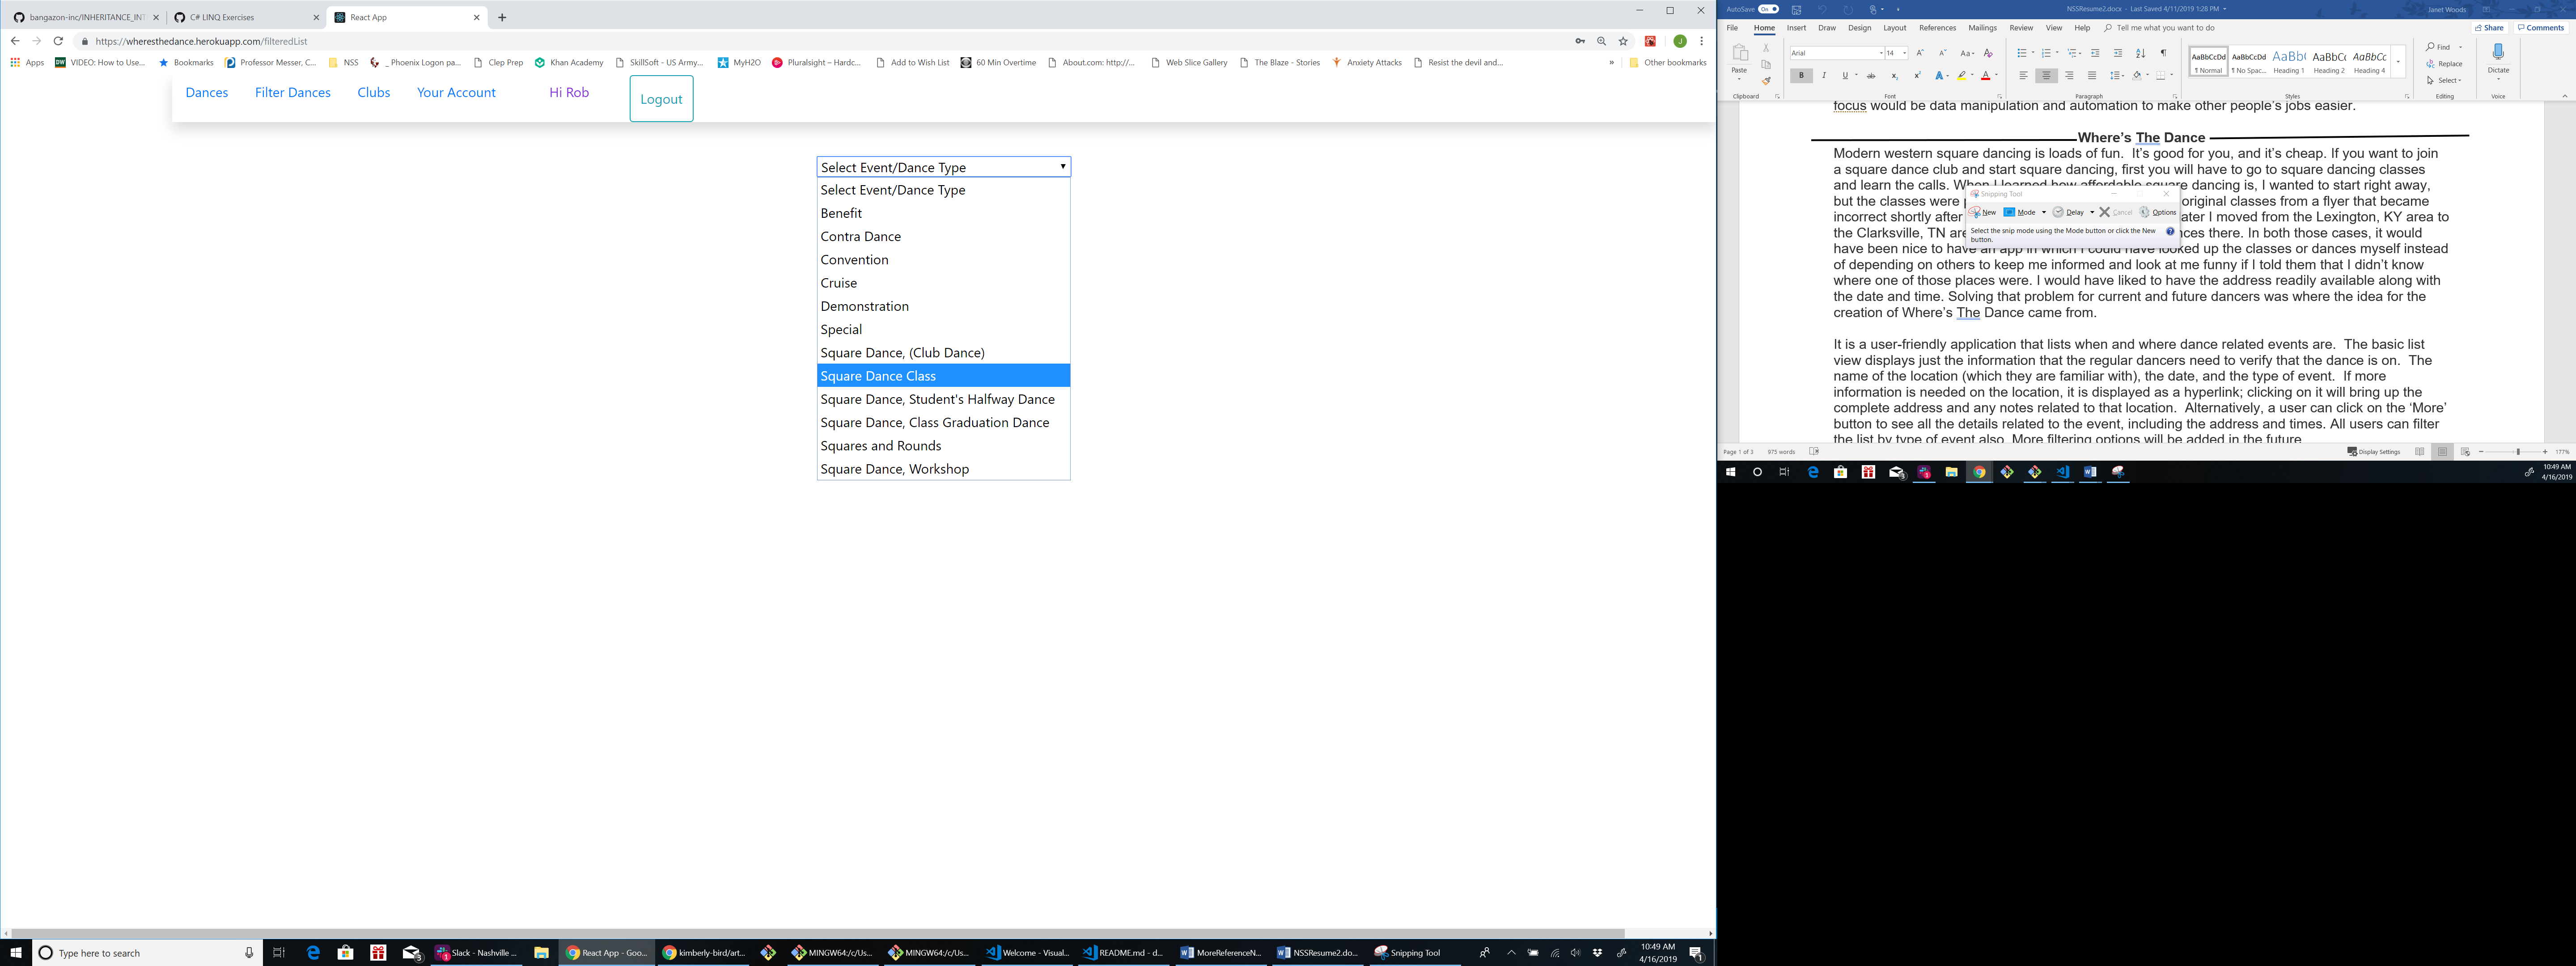 bangazon-inc/INHERITANCE_INT
C# LINQ Exercises
React App
https://wheresthedance.herokuapp.com/filteredList
Apps
VIDEO: How to Use...
Bookmarks
Professor Messer, C...
NSS
_ Phoenix Logon pa...
Clep Prep
Khan Academy
SkillSoft - US Army...
MyH2O
Pluralsight – Hardc...
Add to Wish List
60 Min Overtime
About.com: http://...
Web Slice Gallery
The Blaze - Stories
Anxiety Attacks
Resist the devil and...
»
Other bookmarks
Dances
Filter Dances
Clubs
Your Account
Hi Rob
Logout
Select Event/Dance Type
Select Event/Dance Type
Benefit
Contra Dance
Convention
Cruise
Demonstration
Special
Square Dance, (Club Dance)
Square Dance Class
Square Dance, Student's Halfway Dance
Square Dance, Class Graduation Dance
Squares and Rounds
Square Dance, Workshop
Type here to search
3
1
Slack - Nashville ...
React App - Goo...
kimberly-bird/art...
MINGW64:/c/Us...
MINGW64:/c/Us...
Welcome - Visual...
README.md - d...
MoreReferenceN...
NSSResume2.do...
Snipping Tool
10:49 AM
4/16/2019
1
AutoSave On
NSSResume2.docx - Last Saved 4/11/2019 1:28 PM
Janet Woods
File
Home
Insert
Draw
Design
Layout
References
Mailings
Review
View
Help
Tell me what you want to do
Share
Comments
Paste
Clipboard
Arial
14
Font
Paragraph
AaBbCcDd
¶ Normal
AaBbCcDd
¶ No Spac...
AaBb(
Heading 1
AaBbCc
Heading 2
AaBbCc
Heading 4
Styles
Find
Replace
Select
Editing
Dictate
Voice
focus would be data manipulation and automation to make other people's jobs easier.
Where's The Dance
Modern western square dancing is loads of fun.  It's good for you, and it's cheap. If you want to join
a square dance club and start square dancing, first you will have to go to square dancing classes
and learn the calls. When I learned how affordable square dancing is, I wanted to start right away,
but the classes were
original classes from a flyer that became
incorrect shortly after
ater I moved from the Lexington, KY area to
the Clarksville, TN are
nces there. In both those cases, it would
have been nice to have an app in which I could have looked up the classes or dances myself instead
of depending on others to keep me informed and look at me funny if I told them that I didn't know
where one of those places were. I would have liked to have the address readily available along with
the date and time. Solving that problem for current and future dancers was where the idea for the
creation of Where's The Dance came from.
It is a user-friendly application that lists when and where dance related events are.  The basic list
view displays just the information that the regular dancers need to verify that the dance is on.  The
name of the location (which they are familiar with), the date, and the type of event.  If more
information is needed on the location, it is displayed as a hyperlink; clicking on it will bring up the
complete address and any notes related to that location.  Alternatively, a user can click on the ‘More’
button to see all the details related to the event, including the address and times. All users can filter
the list by type of event also. More filtering options will be added in the future.
Snipping Tool
New
Mode
Delay
Cancel
Options
Select the snip mode using the Mode button or click the New
button.
Page 1 of 3
975 words
Display Settings
177%
10:49 AM
4/16/2019